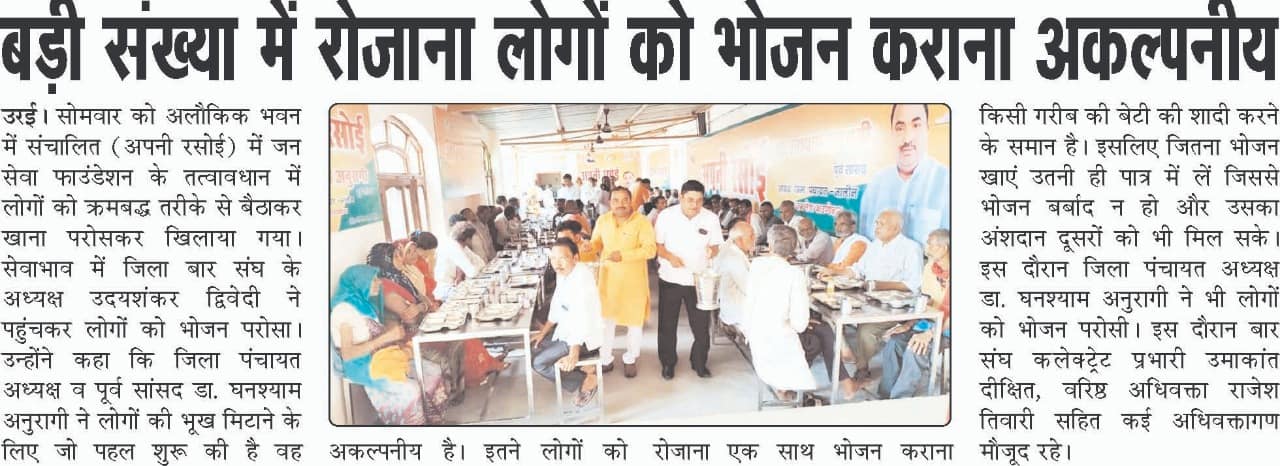 बड़ी संख्या में रोजाना लोगों को भोजन कराना अकल्पनीय
उरई। सोमवार को अलौकिक भवन
में संचालित (अपनी रसोई) में जन
सेवा फाउंडेशन के तत्वावधान में
लोगों को क्रमबद्ध तरीके से बैठाकर
खाना परोसकर खिलाया गया।
सेवाभाव में जिला बार संघ के
अध्यक्ष उदयशंकर द्विवेदी ने
पहुंचकर लोगों को भोजन परोसा।
उन्होंने कहा कि जिला पंचायत
अध्यक्ष व पूर्व सांसद डा. घनश्याम
अनुरागी ने लोगों की भूख मिटाने के
लिए जो पहल शुरू की है वह
रसोई
अनुरागी
अपनी रसोई
पूर्व सांसद
अकल्पनीय है। इतने लोगों को रोजाना एक साथ भोजन कराना
किसी गरीब की बेटी की शादी करने
के समान है। इसलिए जितना भोजन
खाएं उतनी ही पात्र में लें जिससे
भोजन बर्बाद न हो और उसका
अंशदान दूसरों को भी मिल सके।
इस दौरान जिला पंचायत अध्यक्ष
डा. घनश्याम अनुरागी ने भी लोगों
को भोजन परोसी। इस दौरान बार
संघ कलेक्ट्रेट प्रभारी उमाकांत
दीक्षित, वरिष्ठ अधिवक्ता राजेश
तिवारी सहित कई अधिवक्तागण
मौजूद रहे।